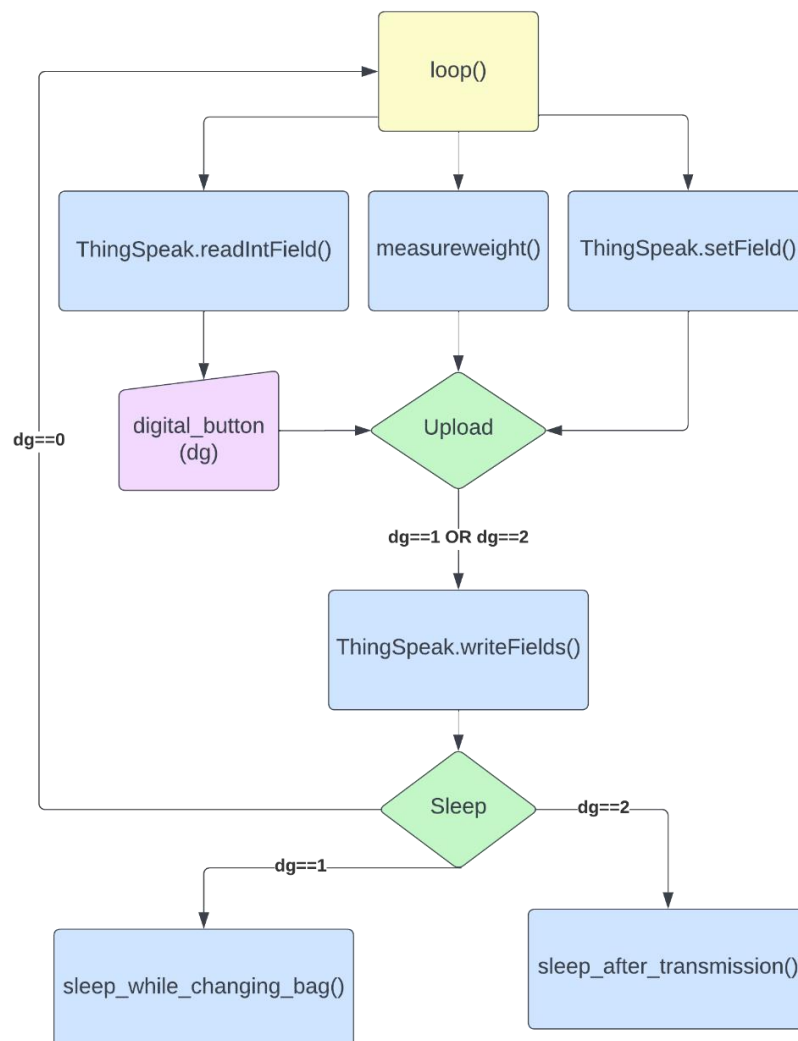 loop()
ThingSpeak.readIntField()
measureweight()
ThingSpeak.setField()
digital_button
(dg)
Upload
dg==0
dg==1 OR dg==2
ThingSpeak.writeFields()
Sleep
dg==2
dg==1
sleep_while_changing_bag()
sleep_after_transmission()